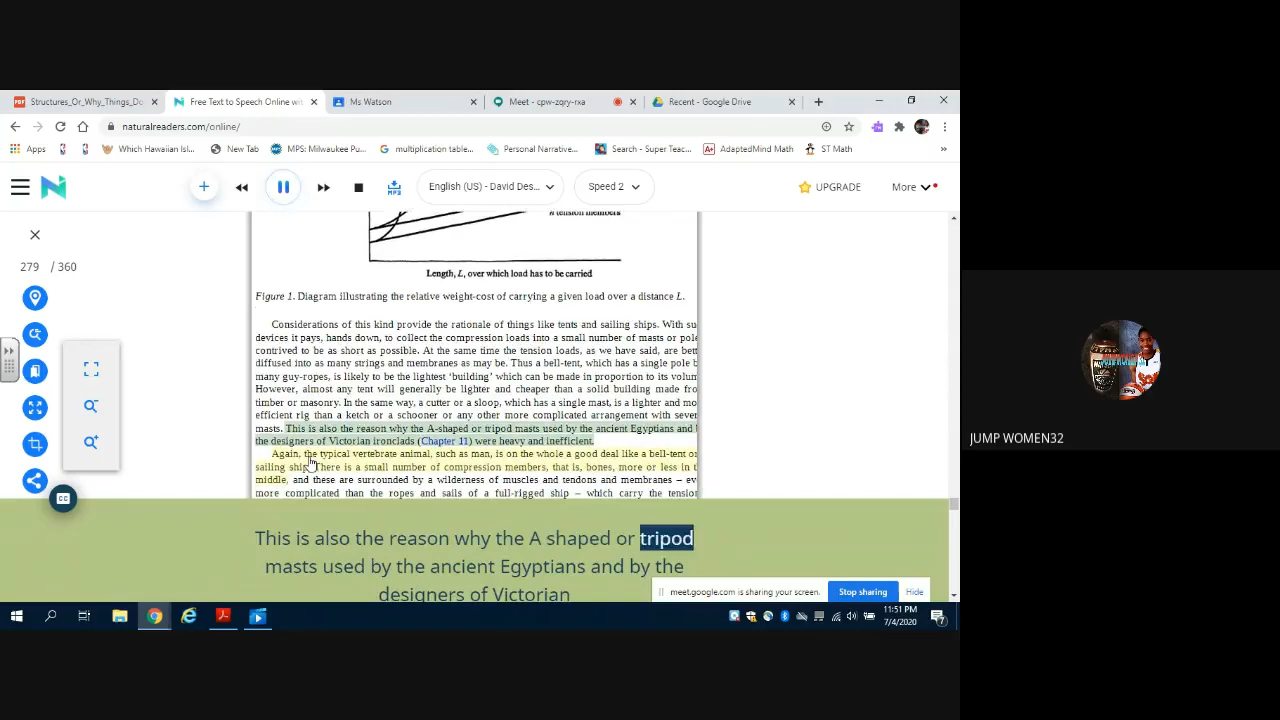 Structures_Or_Why_Things_Do
Free Text to Speech Online wit
Ms Watson
Meet - cpw-zqry-rxa
Recent - Google Drive
naturalreaders.com/online/
Apps
Which Hawaiian Isl...
New Tab
MPS: Milwaukee Pu...
multiplication table...
Personal Narrative...
Search - Super Teac...
AdaptedMind Math
ST Math
»
MP3
English (US) - David Des...
Speed 2
UPGRADE
More
279 / 360
n tension members
Length, L, over which load has to be carried
Figure 1. Diagram illustrating the relative weight-cost of carrying a given load over a distance L.
Considerations of this kind provide the rationale of things like tents and sailing ships. With su
devices it pays, hands down, to collect the compression loads into a small number of masts or pole
contrived to be as short as possible. At the same time the tension loads, as we have said, are bett
diffused into as many strings and membranes as may be. Thus a bell-tent, which has a single pole b
many guy-ropes, is likely to be the lightest ‘building’ which can be made in proportion to its volum
However, almost any tent will generally be lighter and cheaper than a solid building made fro
timber or masonry. In the same way, a cutter or a sloop, which has a single mast, is a lighter and mo
efficient rig than a ketch or a schooner or any other more complicated arrangement with sever
masts. This is also the reason why the A-shaped or tripod masts used by the ancient Egyptians and b
the designers of Victorian ironclads (Chapter 11) were heavy and inefficient.
Again, the typical vertebrate animal, such as man, is on the whole a good deal like a bell-tent or
sailing ship. There is a small number of compression members, that is, bones, more or less in t
middle, and these are surrounded by a wilderness of muscles and tendons and membranes – eve
more complicated than the ropes and sails of a full-rigged ship – which carry the tension
CC
This is also the reason why the A shaped or tripod
masts used by the ancient Egyptians and by the
designers of Victorian
meet.google.com is sharing your screen.
Stop sharing
Hide
11:51 PM
7/4/2020
7
JUMP WOMEN32